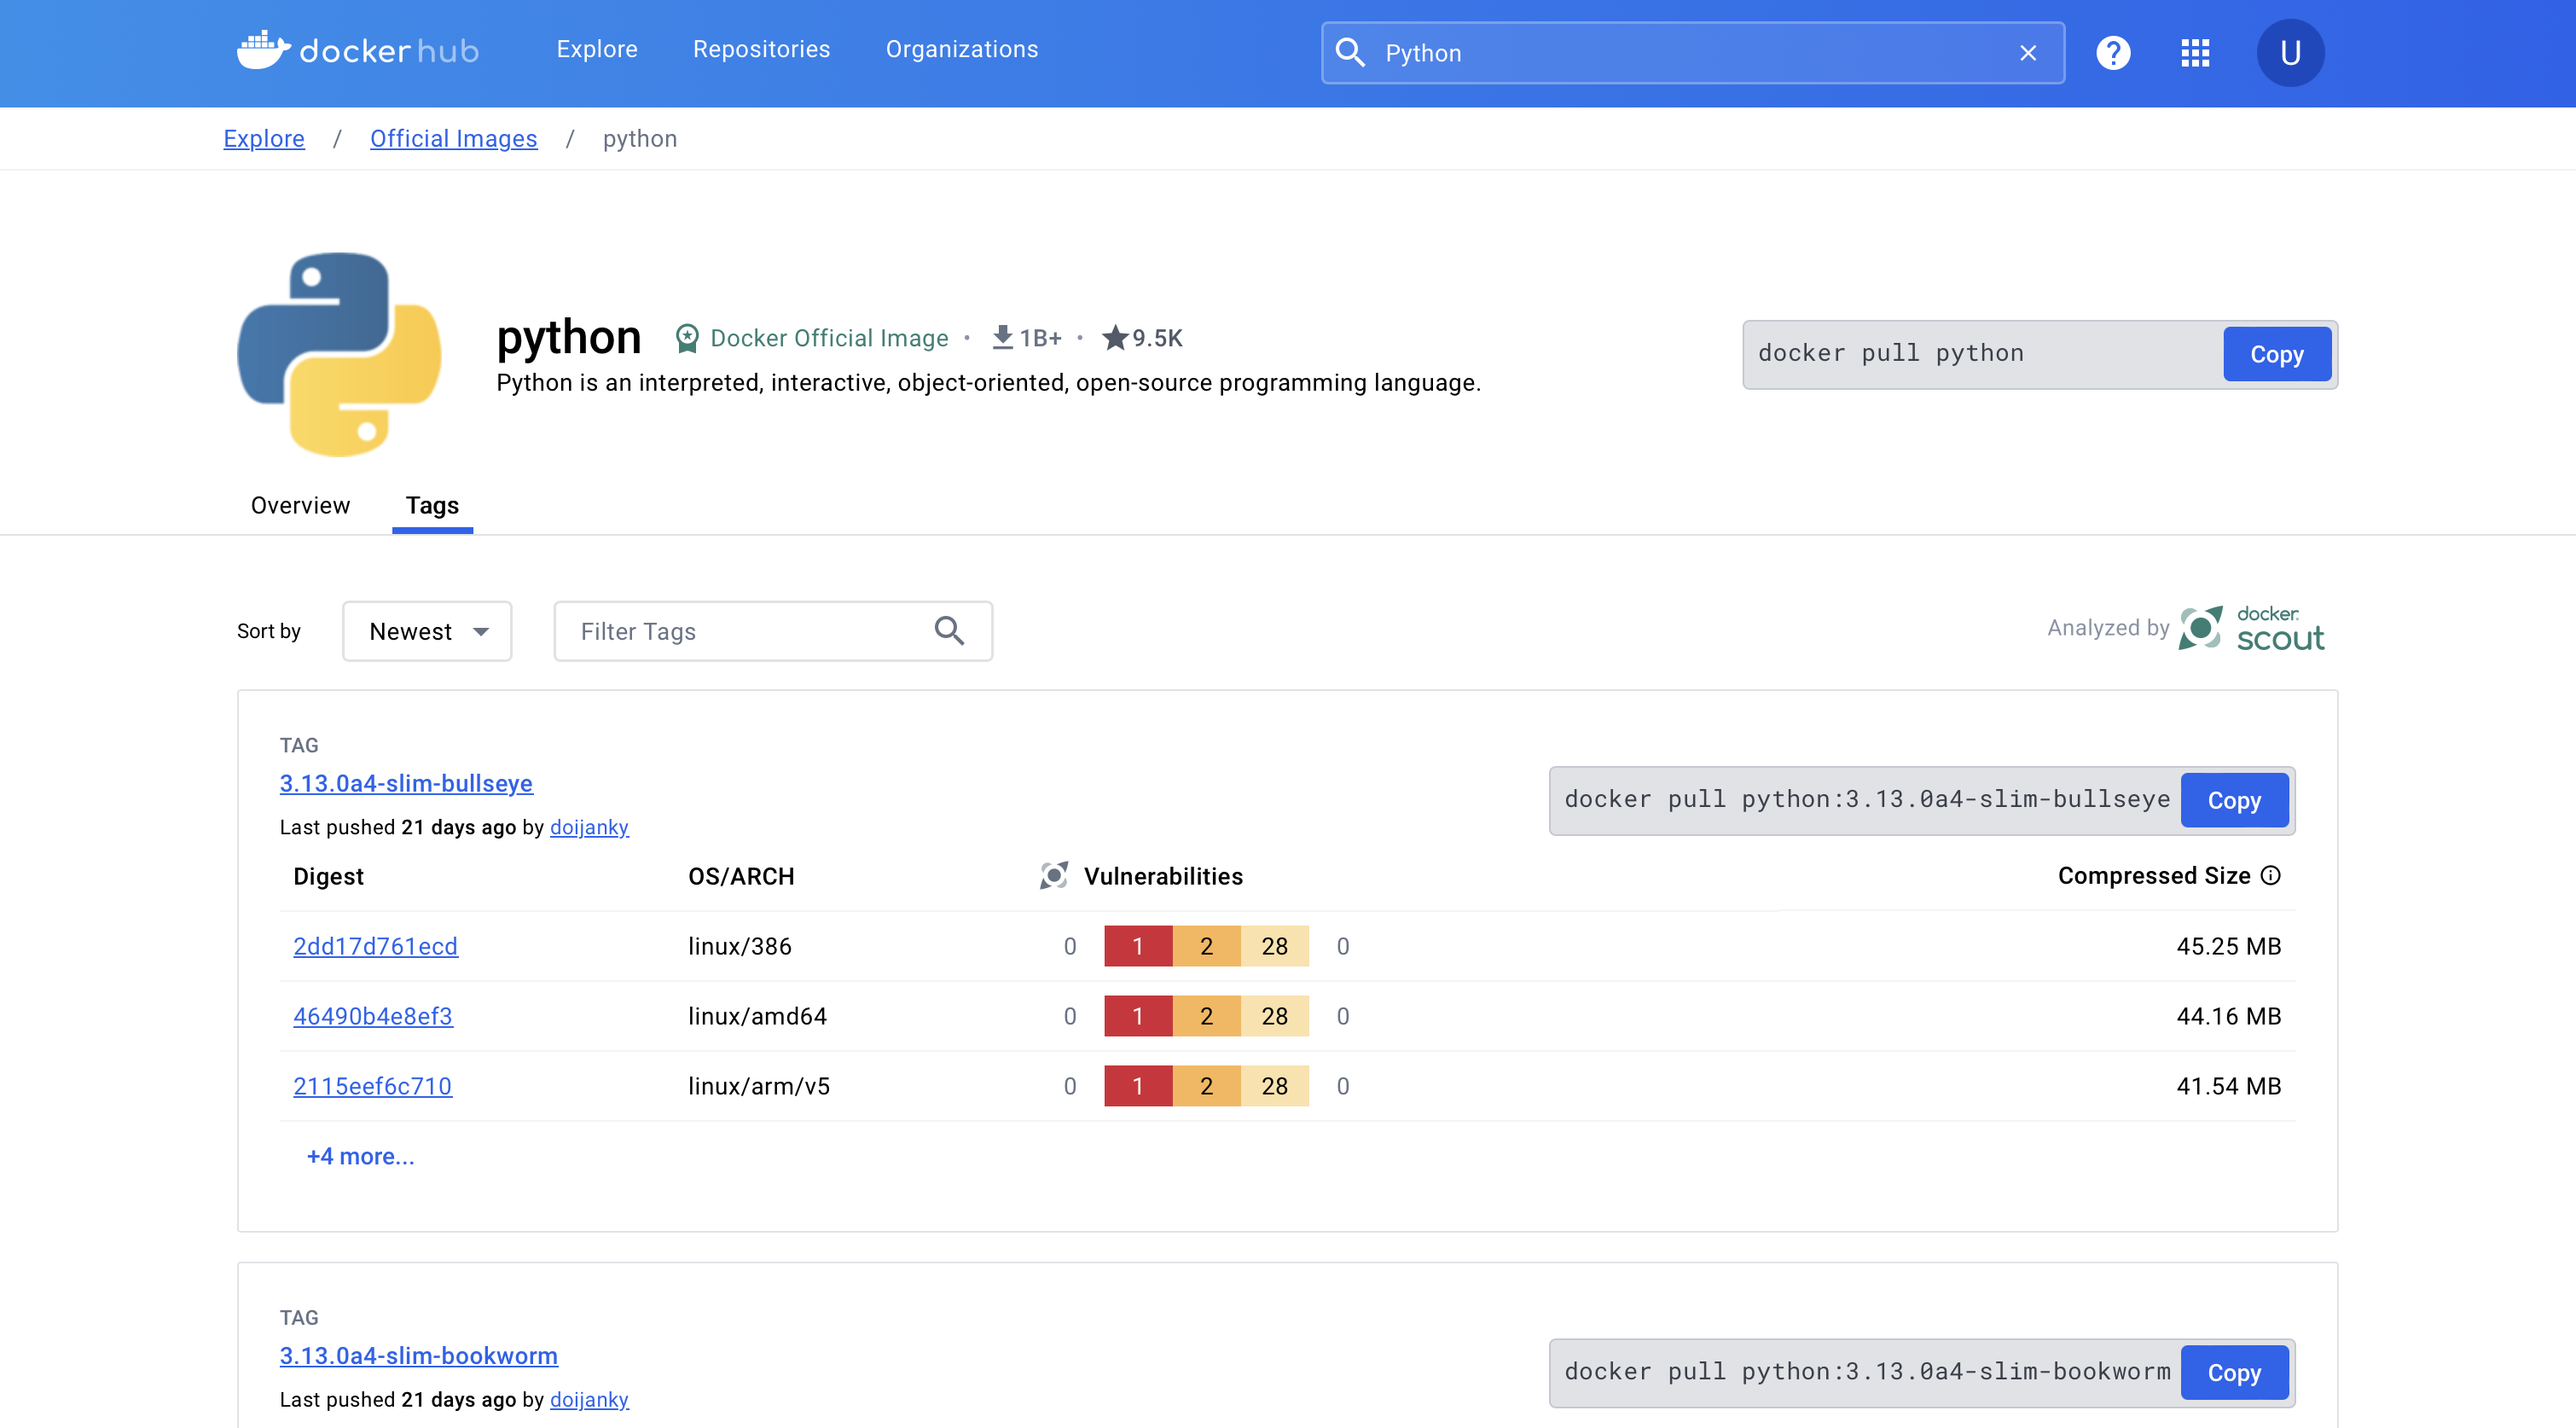 docker hub
Explore
Repositories
Organizations
Python
U
Explore / Official Images / python
python
Docker Official Image · 1B+ · 9.5K
Python is an interpreted, interactive, object-oriented, open-source programming language.
docker pull python
Copy
Overview
Tags
Sort by
Newest
Filter Tags
Analyzed by docker scout
TAG
3.13.0a4-slim-bullseye
Last pushed 21 days ago by doijanky
docker pull python:3.13.0a4-slim-bullseye
Copy
Digest OS/ARCH Vulnerabilities Compressed Size
2dd17d761ecd linux/386 0 1 2 28 0 45.25 MB
46490b4e8ef3 linux/amd64 0 1 2 28 0 44.16 MB
2115eef6c710 linux/arm/v5 0 1 2 28 0 41.54 MB
+4 more...
TAG
3.13.0a4-slim-bookworm
Last pushed 21 days ago by doijanky
docker pull python:3.13.0a4-slim-bookworm
Copy